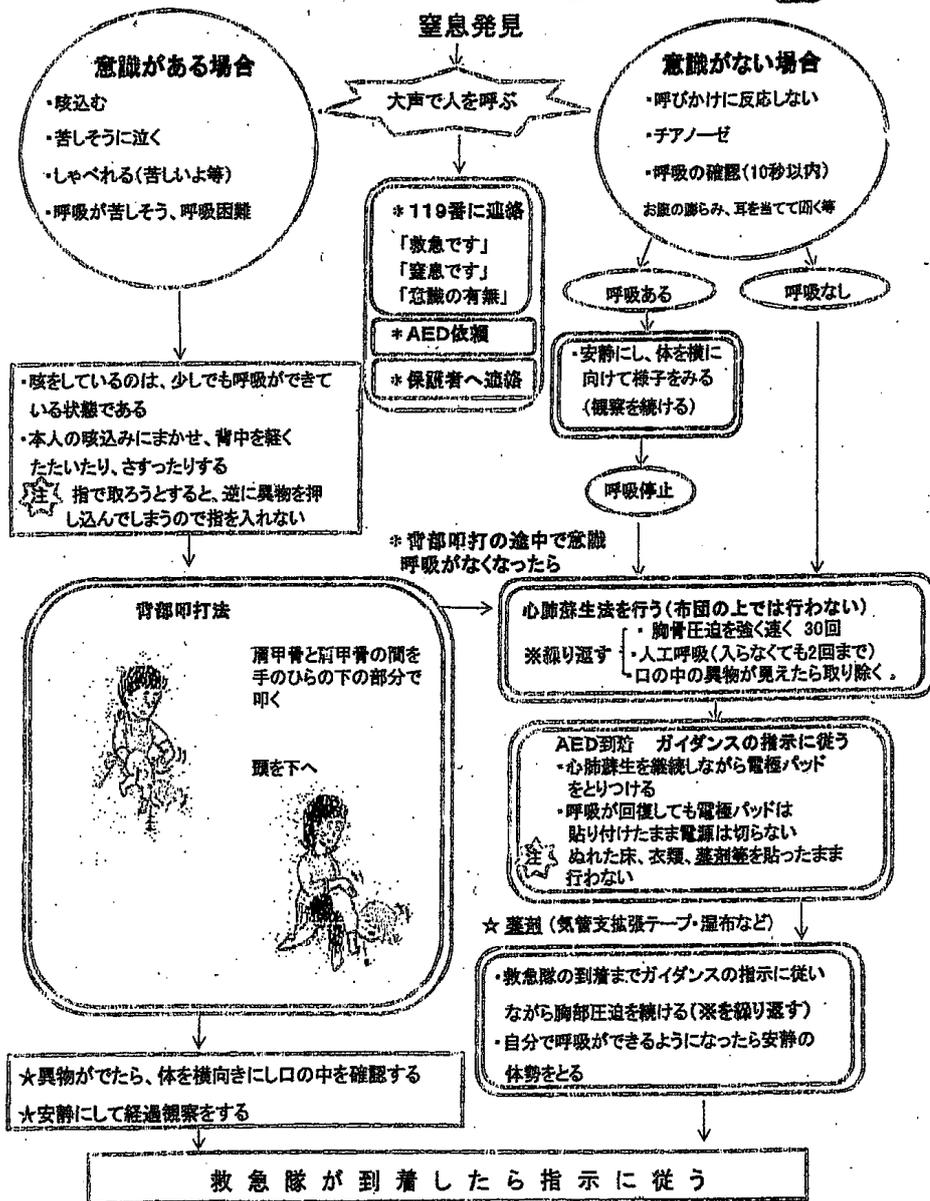 窒息発見
大声で人を呼ぶ
意識がある場合
・咳込む
・苦しそうに泣く
・しゃべれる(苦しいよ等)
・呼吸が苦しそう、呼吸困難
意識がない場合
・呼びかけに反応しない
・チアノーゼ
・呼吸の確認(10秒以内)
お腹の膨らみ、耳を当てて聞く等
*119番に連絡
「救急です」
「窒息です」
「意識の有無」
*AED依頼
*保護者へ連絡
呼吸ある
呼吸なし
・安静にし、体を横に
向けて様子をみる
(観察を続ける)
呼吸停止
・咳をしているのは、少しでも呼吸ができて
いる状態である
・本人の咳込みにまかせ、背中を軽く
たたいたり、さすったりする
注 指で取ろうとすると、逆に異物を押
し込んでしまうので指を入れない
*背部叩打の途中で意識
呼吸がなくなったら
背部叩打法
肩甲骨と肩甲骨の間を
手のひらの下の部分で
叩く
頭を下へ
心肺蘇生法を行う(布団の上では行わない)
※繰り返す
・胸骨圧迫を強く速く 30回
・人工呼吸(入らなくても2回まで)
口の中の異物が見えたら取り除く。
AED到着 ガイダンスの指示に従う
・心肺蘇生を継続しながら電極パッド
をとりつける
・呼吸が回復しても電極パッドは
貼り付けたまま電源は切らない
注 ぬれた床、衣類、薬剤等を貼ったまま
行わない
☆薬剤(気管支拡張テープ・湿布など)
・救急隊の到着までガイダンスの指示に従い
ながら胸部圧迫を続ける(※を繰り返す)
・自分で呼吸ができるようになったら安静の
体勢をとる
★異物がでたら、体を横向きにし口の中を確認する
★安静にして経過観察をする
救急隊が到着したら指示に従う